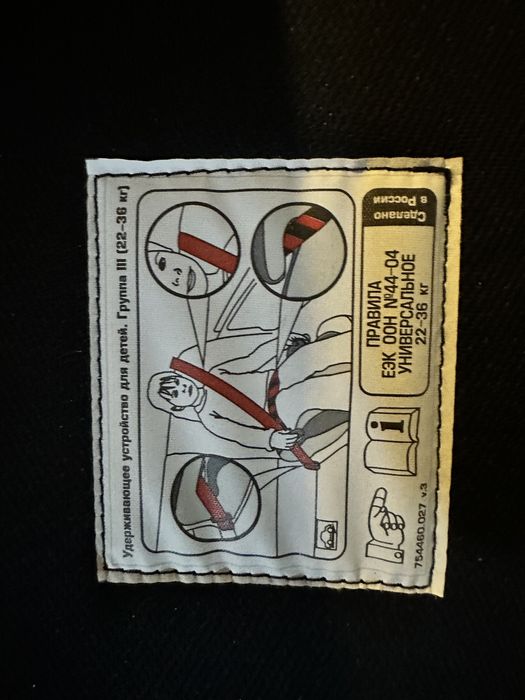 Удерживающее устройство для детей. Группа III (22-36 кг)
ПРАВИЛА
ЕЭК ООН №44-04
УНИВЕРСАЛЬНОЕ
22-36 кг
Сделано
в России
i
754460.027 v.3